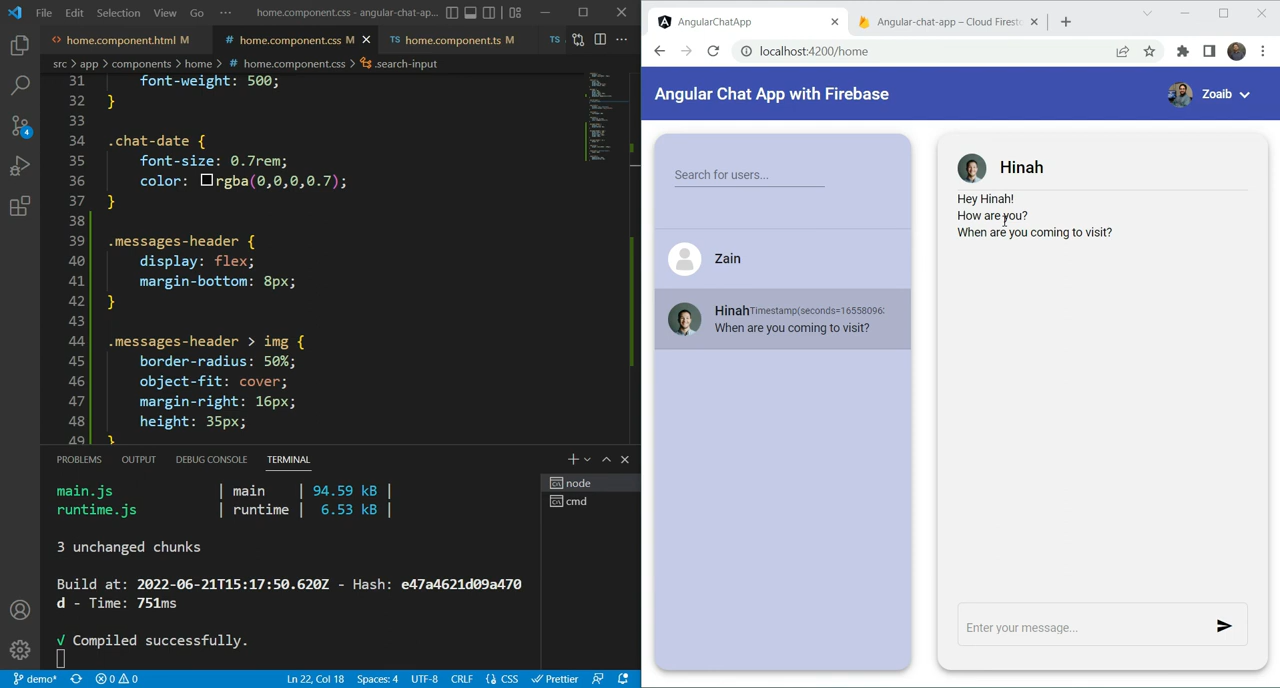 File Edit Selection View Go ··· home.component.css - angular-chat-ap...
home.component.html M # home.component.css M TS home.component.ts M TS
src > app > components > home > # home.component.css > .search-input
31 font-weight: 500;
32 }
33
34 .chat-date {
35 font-size: 0.7rem;
36 color: rgba(0,0,0,0.7);
37 }
38
39 .messages-header {
40 display: flex;
41 margin-bottom: 8px;
42 }
43
44 .messages-header > img {
45 border-radius: 50%;
46 object-fit: cover;
47 margin-right: 16px;
48 height: 35px;
49 }
4
PROBLEMS OUTPUT DEBUG CONSOLE TERMINAL
main.js | main | 94.59 kB |
runtime.js | runtime | 6.53 kB |
3 unchanged chunks
Build at: 2022-06-21T15:17:50.620Z - Hash: e47a4621d09a470
d - Time: 751ms
√ Compiled successfully.
node
cmd
demo* 0 0 Ln 22, Col 18 Spaces: 4 UTF-8 CRLF {} CSS Prettier
AngularChatApp
Angular-chat-app – Cloud Firest
localhost:4200/home
Angular Chat App with Firebase
Zoaib
Search for users...
Zain
Hinah Timestamp(seconds=16558096
When are you coming to visit?
Hinah
Hey Hinah!
How are you?
When are you coming to visit?
Enter your message...